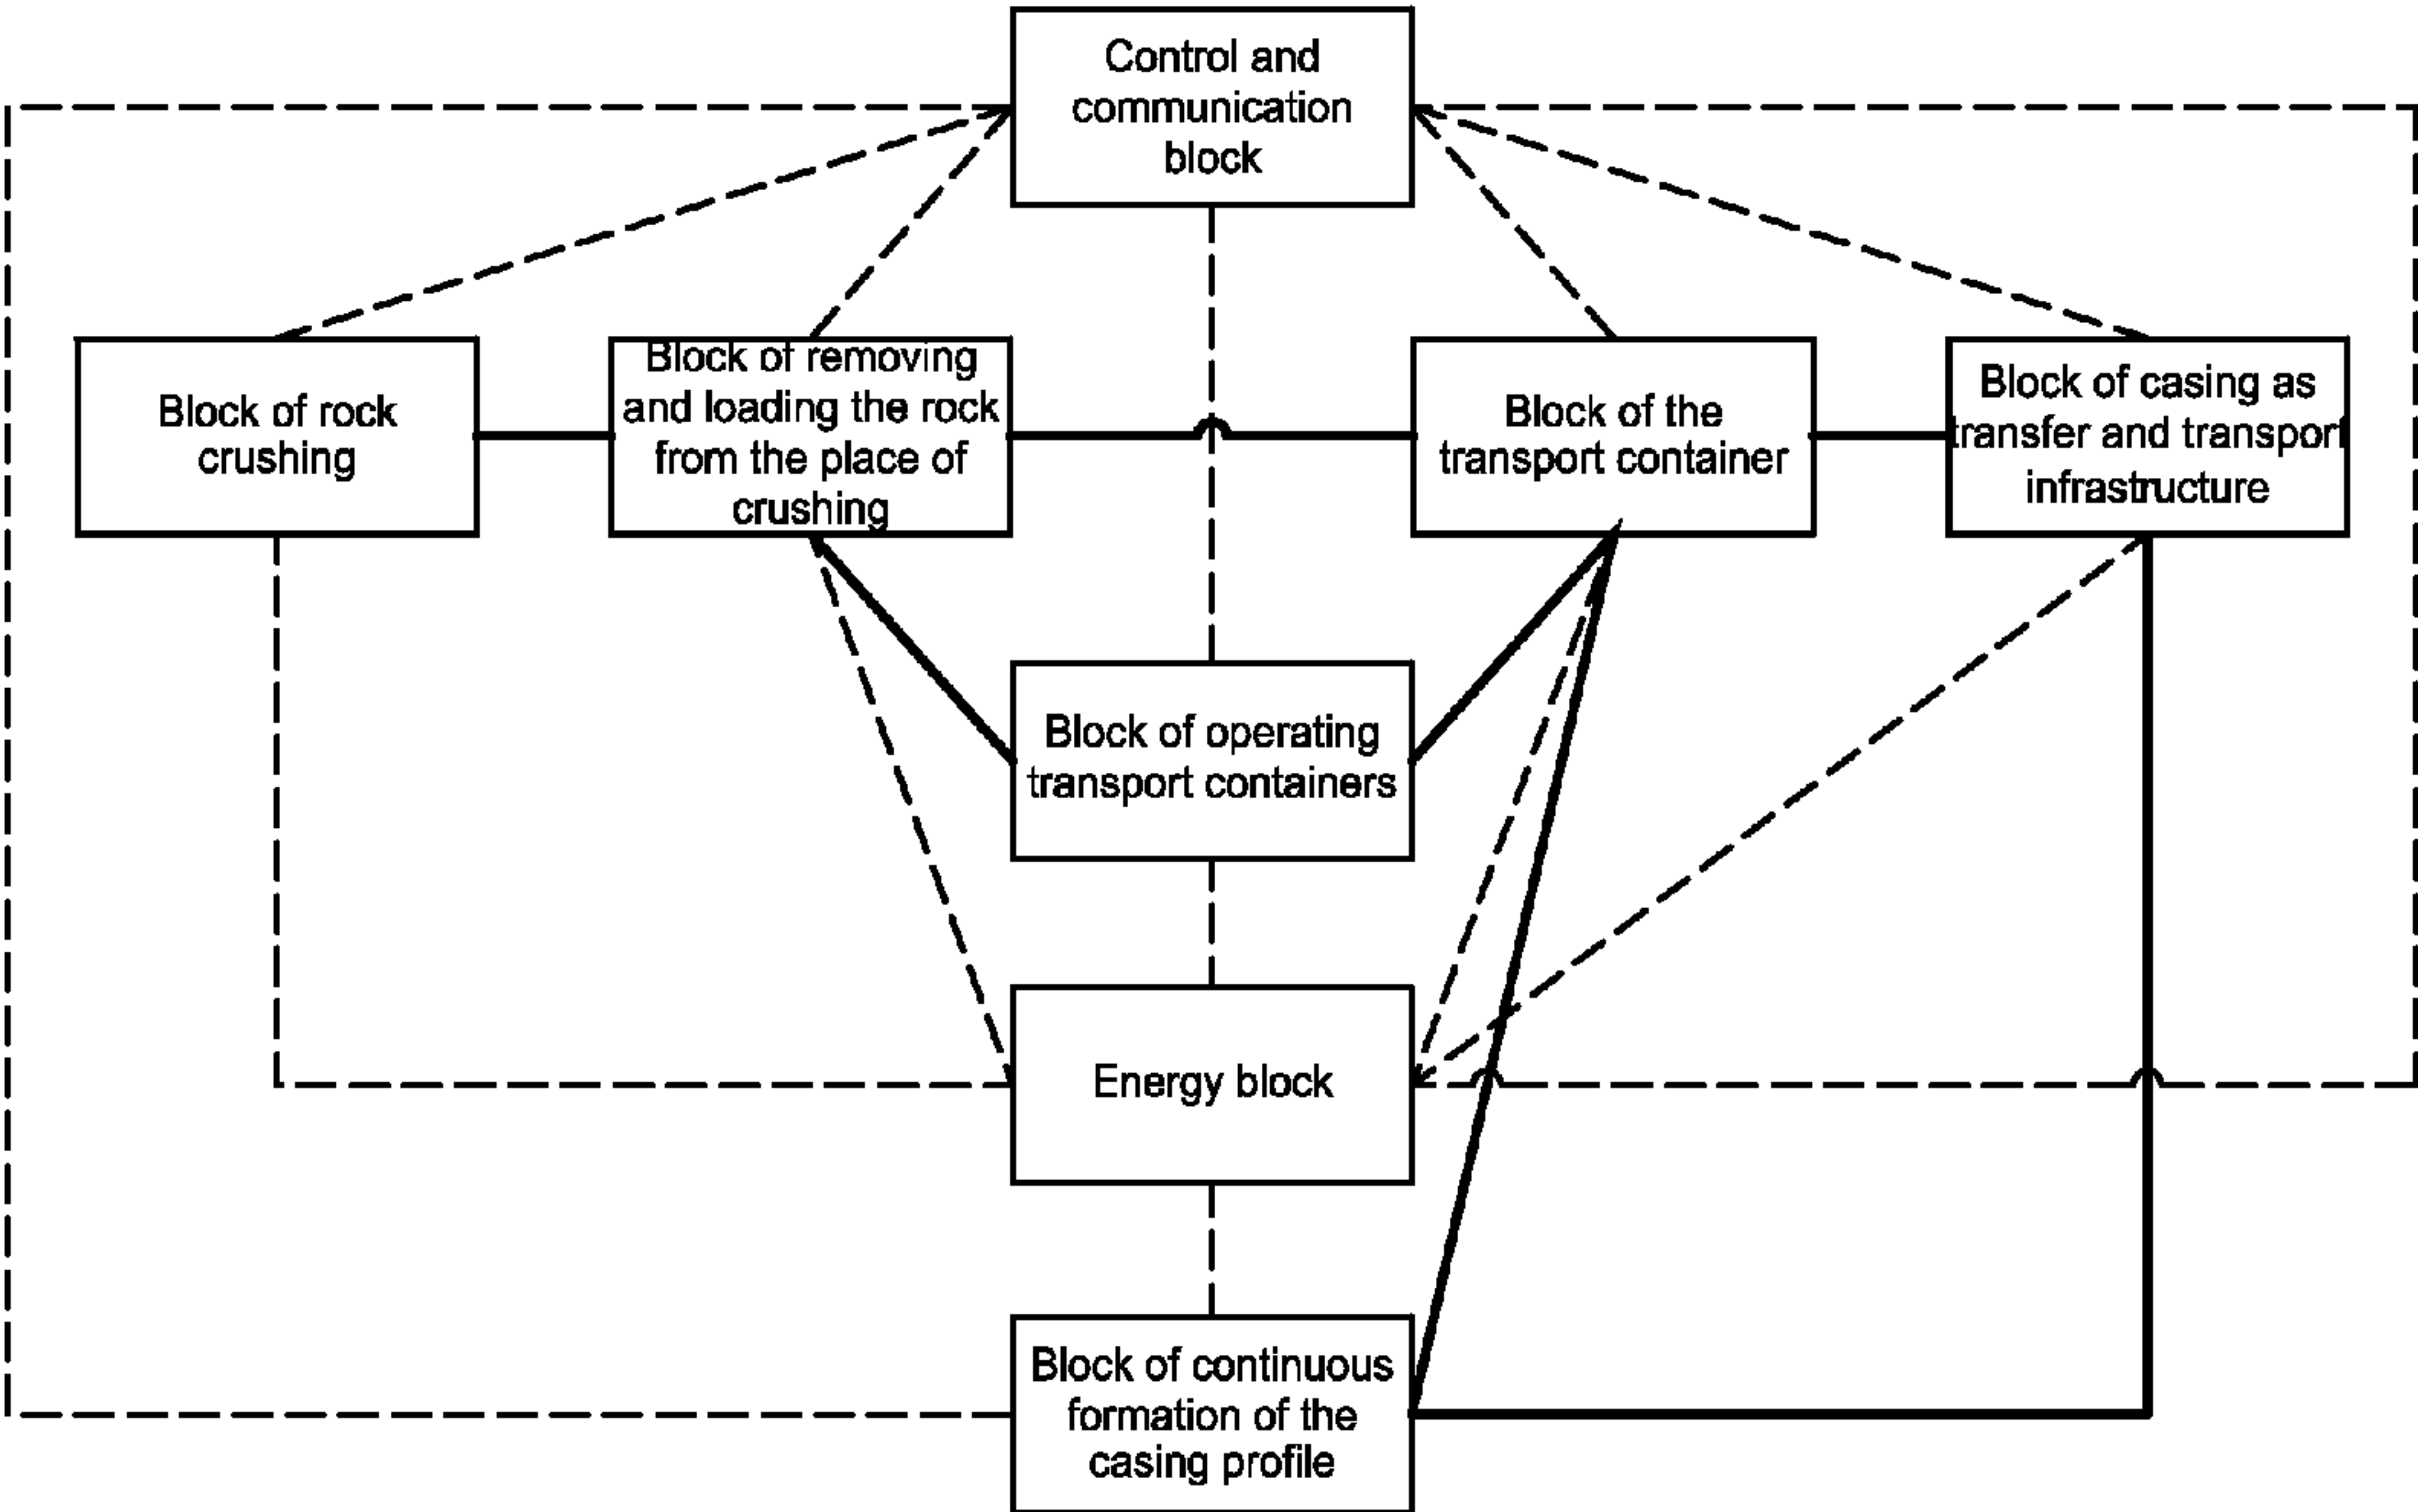 Control and
communication
block
Block of rock
crushing
Block of removing
and loading the rock
from the place of
crushing
Block of the
transport container
Block of casing as
transfer and transport
infrastructure
Block of operating
transport containers
Energy block
Block of continuous
formation of the
casing profile